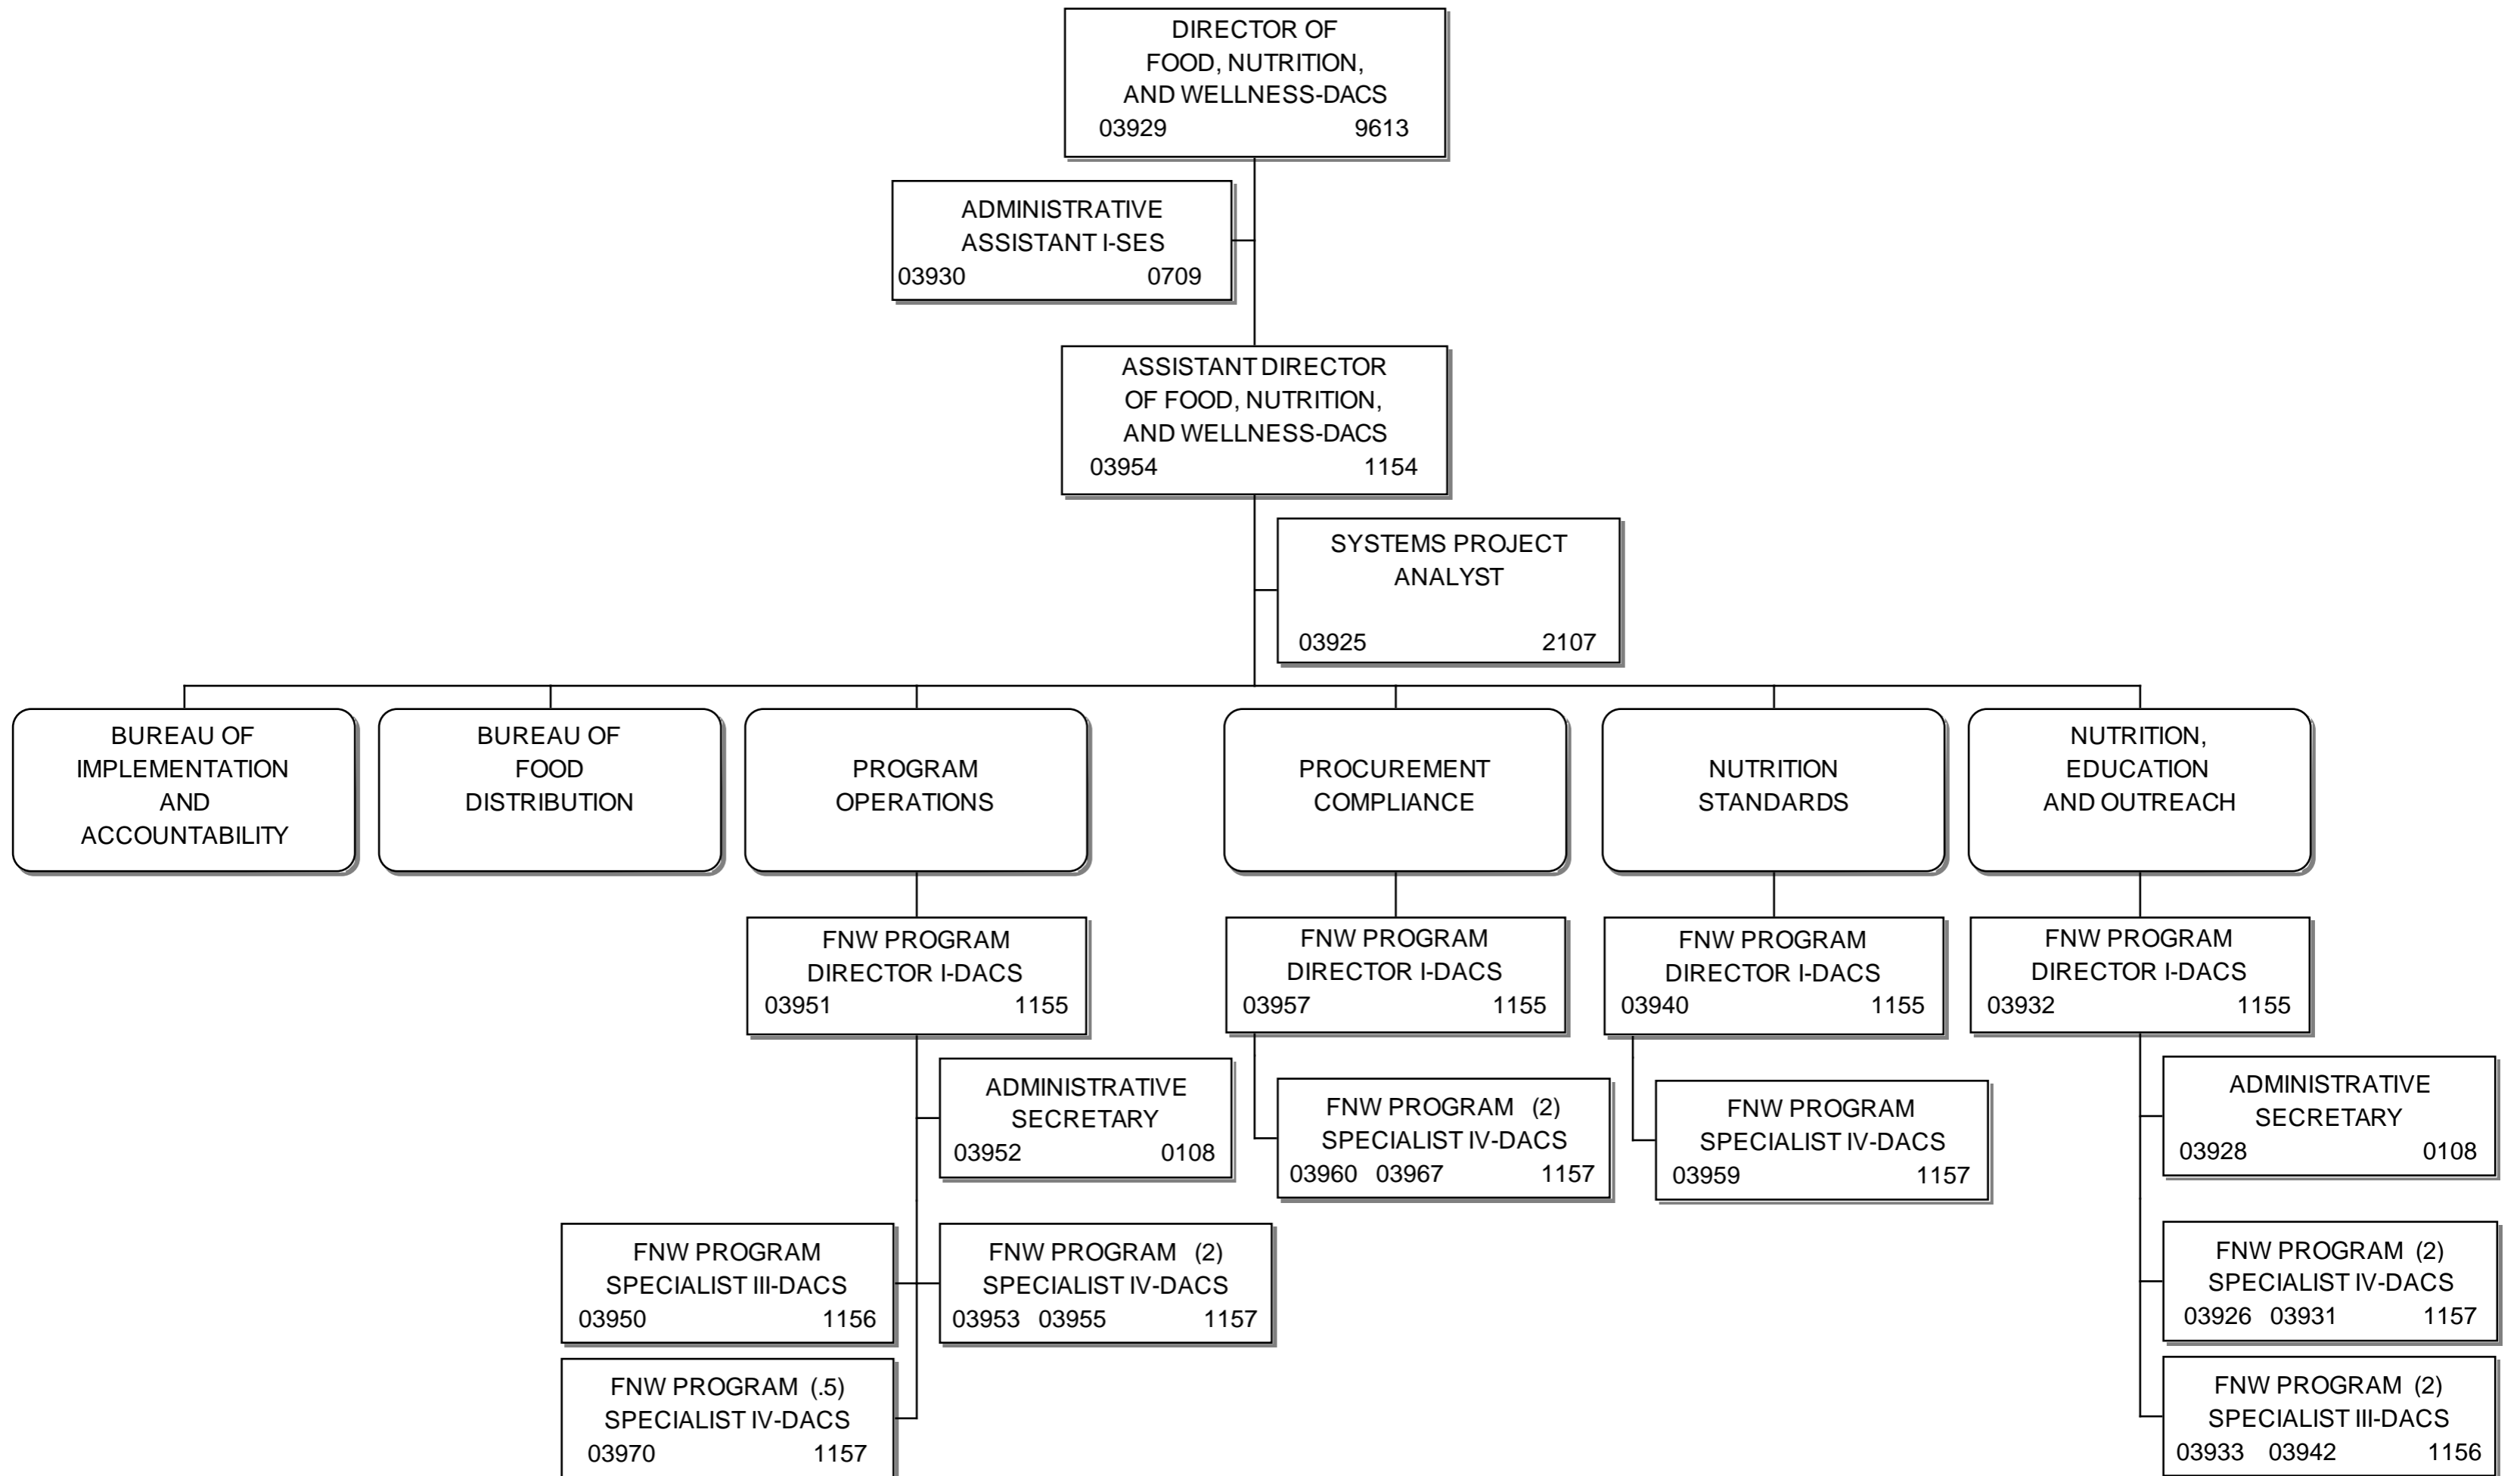 DIRECTOR OF
FOOD, NUTRITION,
AND WELLNESS-DACS
03929 9613
ADMINISTRATIVE
ASSISTANT I-SES
03930 0709
ASSISTANT DIRECTOR
OF FOOD, NUTRITION,
AND WELLNESS-DACS
03954 1154
SYSTEMS PROJECT
ANALYST
03925 2107
BUREAU OF
IMPLEMENTATION
AND
ACCOUNTABILITY
BUREAU OF
FOOD
DISTRIBUTION
PROGRAM
OPERATIONS
PROCUREMENT
COMPLIANCE
NUTRITION
STANDARDS
NUTRITION,
EDUCATION
AND OUTREACH
FNW PROGRAM
DIRECTOR I-DACS
03951 1155
FNW PROGRAM
DIRECTOR I-DACS
03957 1155
FNW PROGRAM
DIRECTOR I-DACS
03940 1155
FNW PROGRAM
DIRECTOR I-DACS
03932 1155
ADMINISTRATIVE
SECRETARY
03952 0108
FNW PROGRAM (2)
SPECIALIST IV-DACS
03960 03967 1157
FNW PROGRAM
SPECIALIST IV-DACS
03959 1157
ADMINISTRATIVE
SECRETARY
03928 0108
FNW PROGRAM
SPECIALIST III-DACS
03950 1156
FNW PROGRAM (2)
SPECIALIST IV-DACS
03953 03955 1157
FNW PROGRAM (2)
SPECIALIST IV-DACS
03926 03931 1157
FNW PROGRAM (.5)
SPECIALIST IV-DACS
03970 1157
FNW PROGRAM (2)
SPECIALIST III-DACS
03933 03942 1156